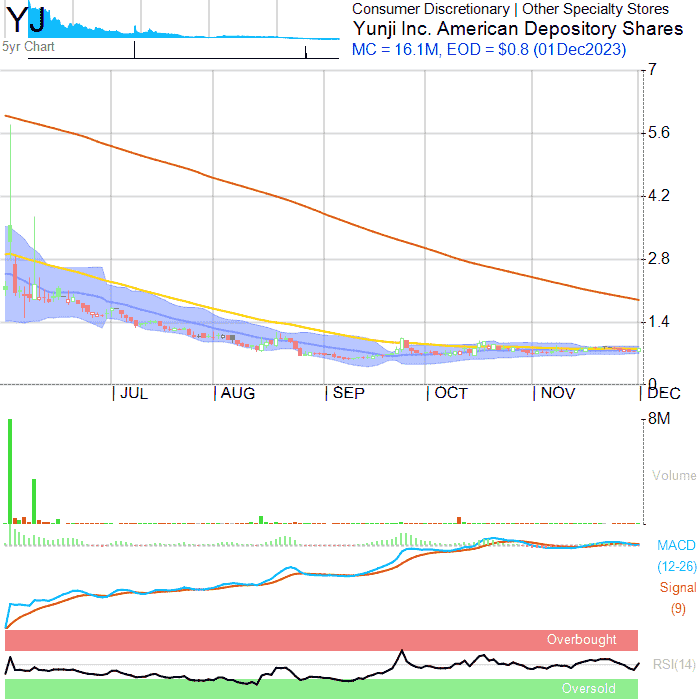 YJ
5yr Chart
Consumer Discretionary | Other Specialty Stores
Yunji Inc. American Depository Shares
MC = 16.1M, EOD = $0.8 (01Dec2023)
7
5.6
4.2
2.8
1.4
0
| JUL | AUG | SEP | OCT | NOV | DEC
8M
Volume
MACD
(12-26)
Signal
(9)
Overbought
RSI(14)
Oversold